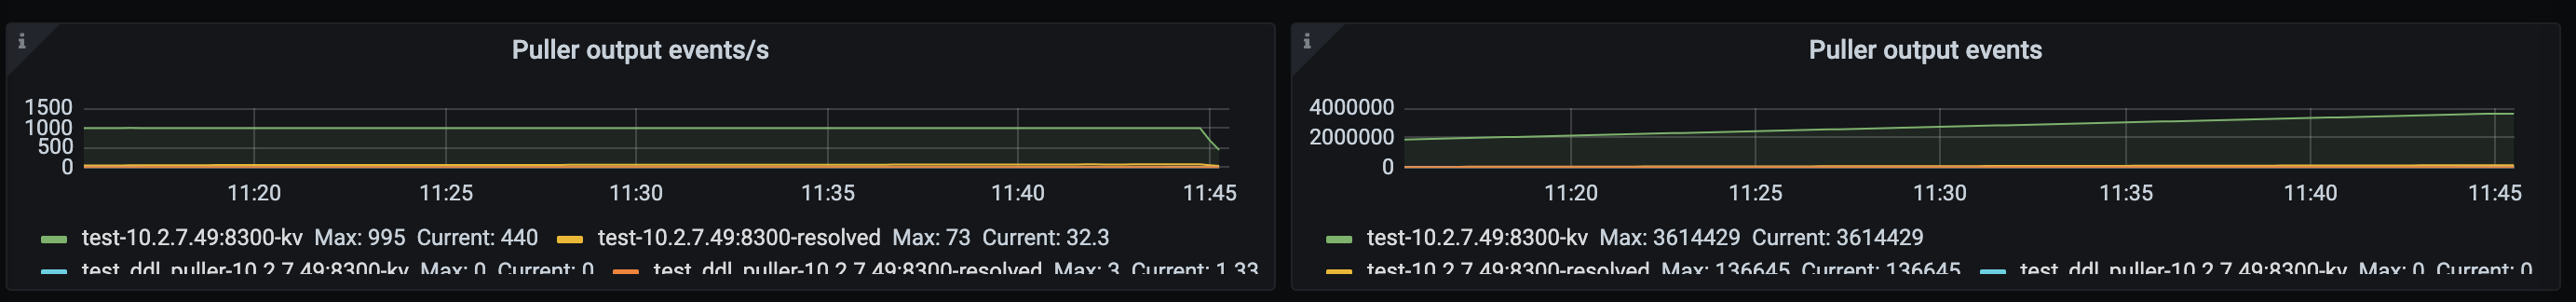 Puller output events/s
1500
1000
500
0
11:20 11:25 11:30 11:35 11:40 11:45
test-10.2.7.49:8300-kv Max: 995 Current: 440 test-10.2.7.49:8300-resolved Max: 73 Current: 32.3
test_ddl_puller-10.2.7.49:8300-kv Max: 0 Current: 0 test_ddl_puller-10.2.7.49:8300-resolved Max: 3 Current: 1.33
Puller output events
4000000
2000000
0
11:20 11:25 11:30 11:35 11:40 11:45
test-10.2.7.49:8300-kv Max: 3614429 Current: 3614429
test-10.2.7.49:8300-resolved Max: 136645 Current: 136645 test_ddl_puller-10.2.7.49:8300-kv Max: 0 Current: 0